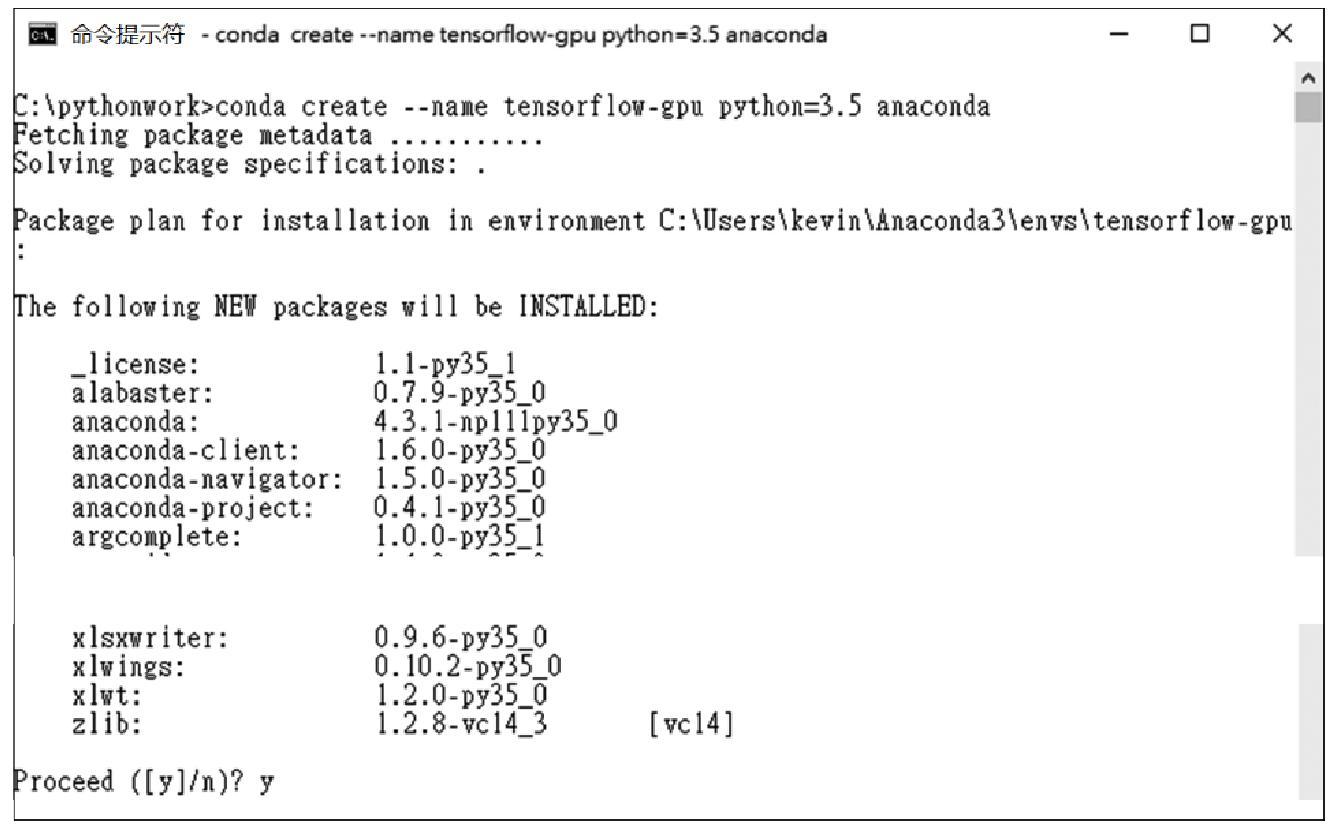 命令提示符 - conda create --name tensorflow-gpu python=3.5 anaconda
C:\pythonwork>conda create --name tensorflow-gpu python=3.5 anaconda
Fetching package metadata ...........
Solving package specifications: .
Package plan for installation in environment C:\Users\kevin\Anaconda3\envs\tensorflow-gpu
:
The following NEW packages will be INSTALLED:
_license: 1.1-py35_1
alabaster: 0.7.9-py35_0
anaconda: 4.3.1-np111py35_0
anaconda-client: 1.6.0-py35_0
anaconda-navigator: 1.5.0-py35_0
anaconda-project: 0.4.1-py35_0
argcomplete: 1.0.0-py35_1
xlsxwriter: 0.9.6-py35_0
xlwings: 0.10.2-py35_0
xlwt: 1.2.0-py35_0
zlib: 1.2.8-vc14_3 [vc14]
Proceed ([y]/n)? y